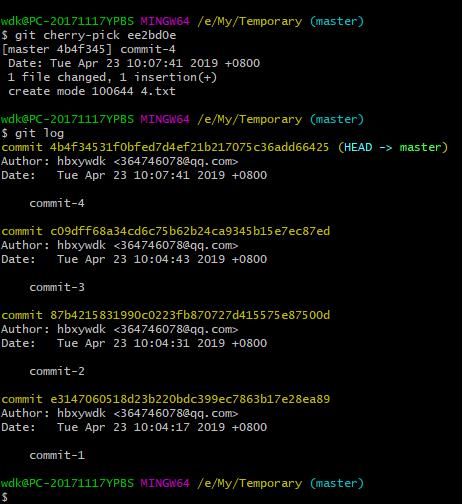 wdk@PC-20171117YPBS MINGW64 /e/My/Temporary (master)
$ git cherry-pick ee2bd0e
[master 4b4f345] commit-4
 Date: Tue Apr 23 10:07:41 2019 +0800
 1 file changed, 1 insertion(+)
 create mode 100644 4.txt
wdk@PC-20171117YPBS MINGW64 /e/My/Temporary (master)
$ git log
commit 4b4f34531f0bfed7d4ef21b217075c36add66425 (HEAD -> master)
Author: hbxywdk <364746078@qq.com>
Date:   Tue Apr 23 10:07:41 2019 +0800
    commit-4
commit c09dff68a34cd6c75b62b24ca9345b15e7ec87ed
Author: hbxywdk <364746078@qq.com>
Date:   Tue Apr 23 10:04:43 2019 +0800
    commit-3
commit 87b4215831990c0223fb870727d415575e87500d
Author: hbxywdk <364746078@qq.com>
Date:   Tue Apr 23 10:04:31 2019 +0800
    commit-2
commit e3147060518d23b220bdc399ec7863b17e28ea89
Author: hbxywdk <364746078@qq.com>
Date:   Tue Apr 23 10:04:17 2019 +0800
    commit-1
wdk@PC-20171117YPBS MINGW64 /e/My/Temporary (master)
$